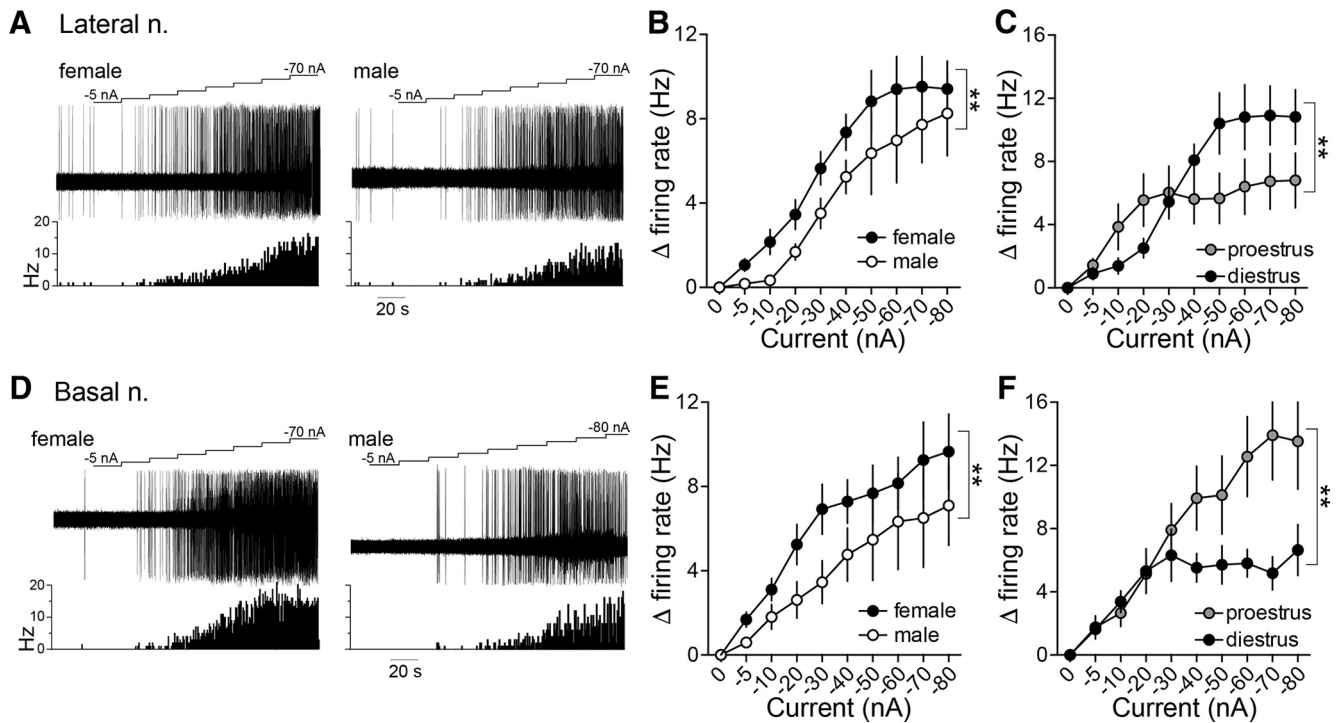 A Lateral n.
female
-5 nA
-70 nA
male
-5 nA
-70 nA
20
10
0
Hz
20 s
B
12
8
4
0
Δ firing rate (Hz)
female
male
**
0 -5 -10 -20 -30 -40 -50 -60 -70 -80
Current (nA)
C
16
12
8
4
0
Δ firing rate (Hz)
proestrus
diestrus
**
0 -5 -10 -20 -30 -40 -50 -60 -70 -80
Current (nA)
D Basal n.
female
-5 nA
-70 nA
male
-5 nA
-80 nA
20
10
0
Hz
20 s
E
12
8
4
0
Δ firing rate (Hz)
female
male
**
0 -5 -10 -20 -30 -40 -50 -60 -70 -80
Current (nA)
F
16
12
8
4
0
Δ firing rate (Hz)
proestrus
diestrus
**
0 -5 -10 -20 -30 -40 -50 -60 -70 -80
Current (nA)